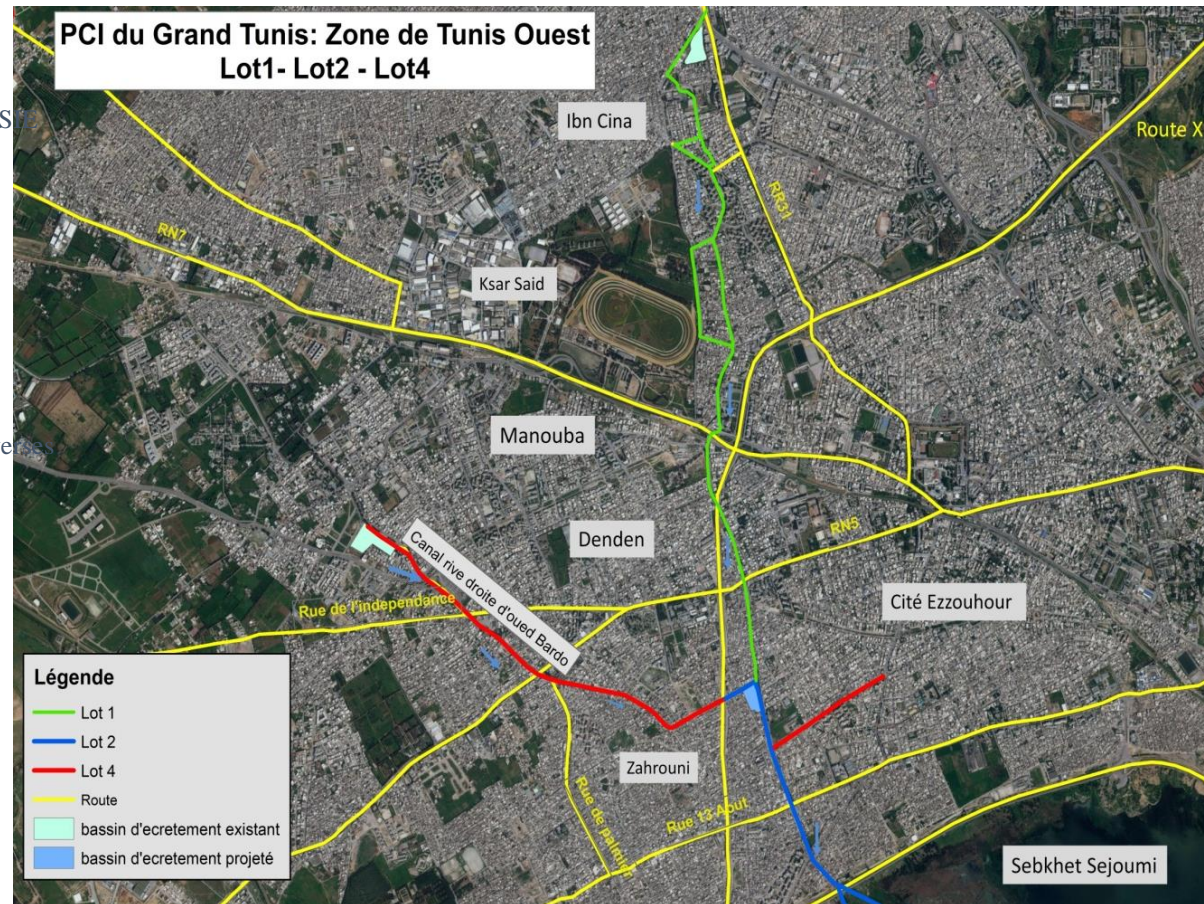 PCI du Grand Tunis: Zone de Tunis Ouest
Lot1- Lot2 - Lot4
Ibn Cina
Route X
RR31
RN7
Ksar Said
Manouba
Denden
RN5
Canal rive droite d'oued Bardo
Rue de l'independance
Cité Ezzouhour
Zahrouni
Rue de palmier
Rue 13 Aout
Sebkhet Sejoumi
Légende
Lot 1
Lot 2
Lot 4
Route
bassin d'ecretement existant
bassin d'ecretement projeté